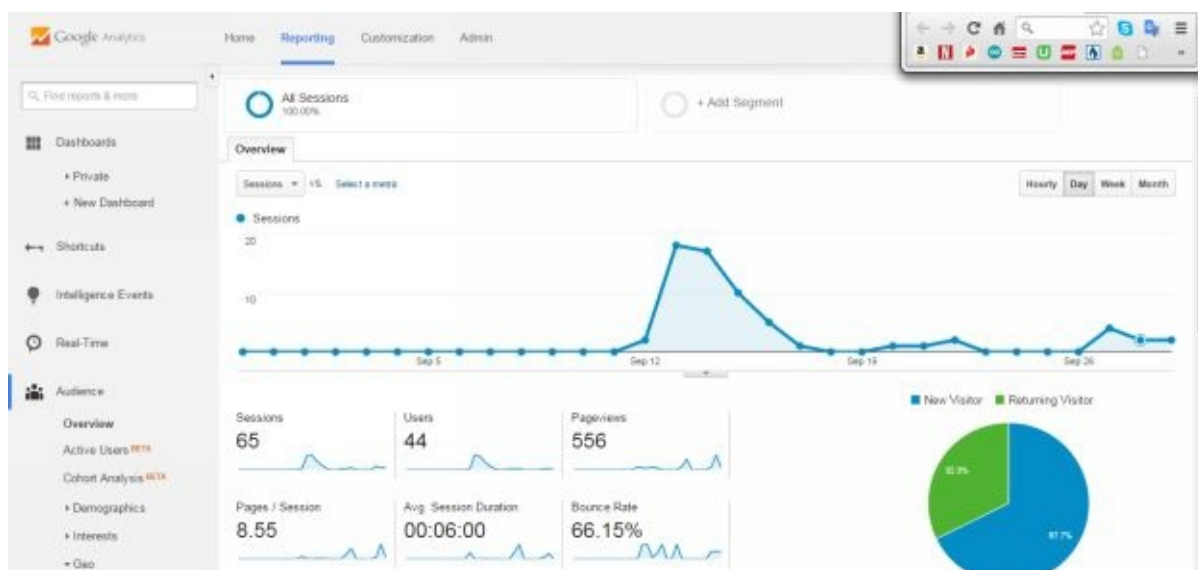 Google Analytics
Home Reporting Customization Admin
Find reports & more
All Sessions
100.00%
+ Add Segment
Dashboards
Private
+ New Dashboard
Shortcuts
Intelligence Events
Real-Time
Audience
Overview
Active Users BETA
Cohort Analysis BETA
Demographics
Interests
Geo
Overview
Sessions VS. Select a metric
Hourly Day Week Month
Sessions
20
10
Sep 5 Sep 12 Sep 19 Sep 26
Sessions
65
Users
44
Pageviews
556
Pages / Session
8.55
Avg. Session Duration
00:06:00
Bounce Rate
66.15%
New Visitor Returning Visitor
32.3%
67.7%